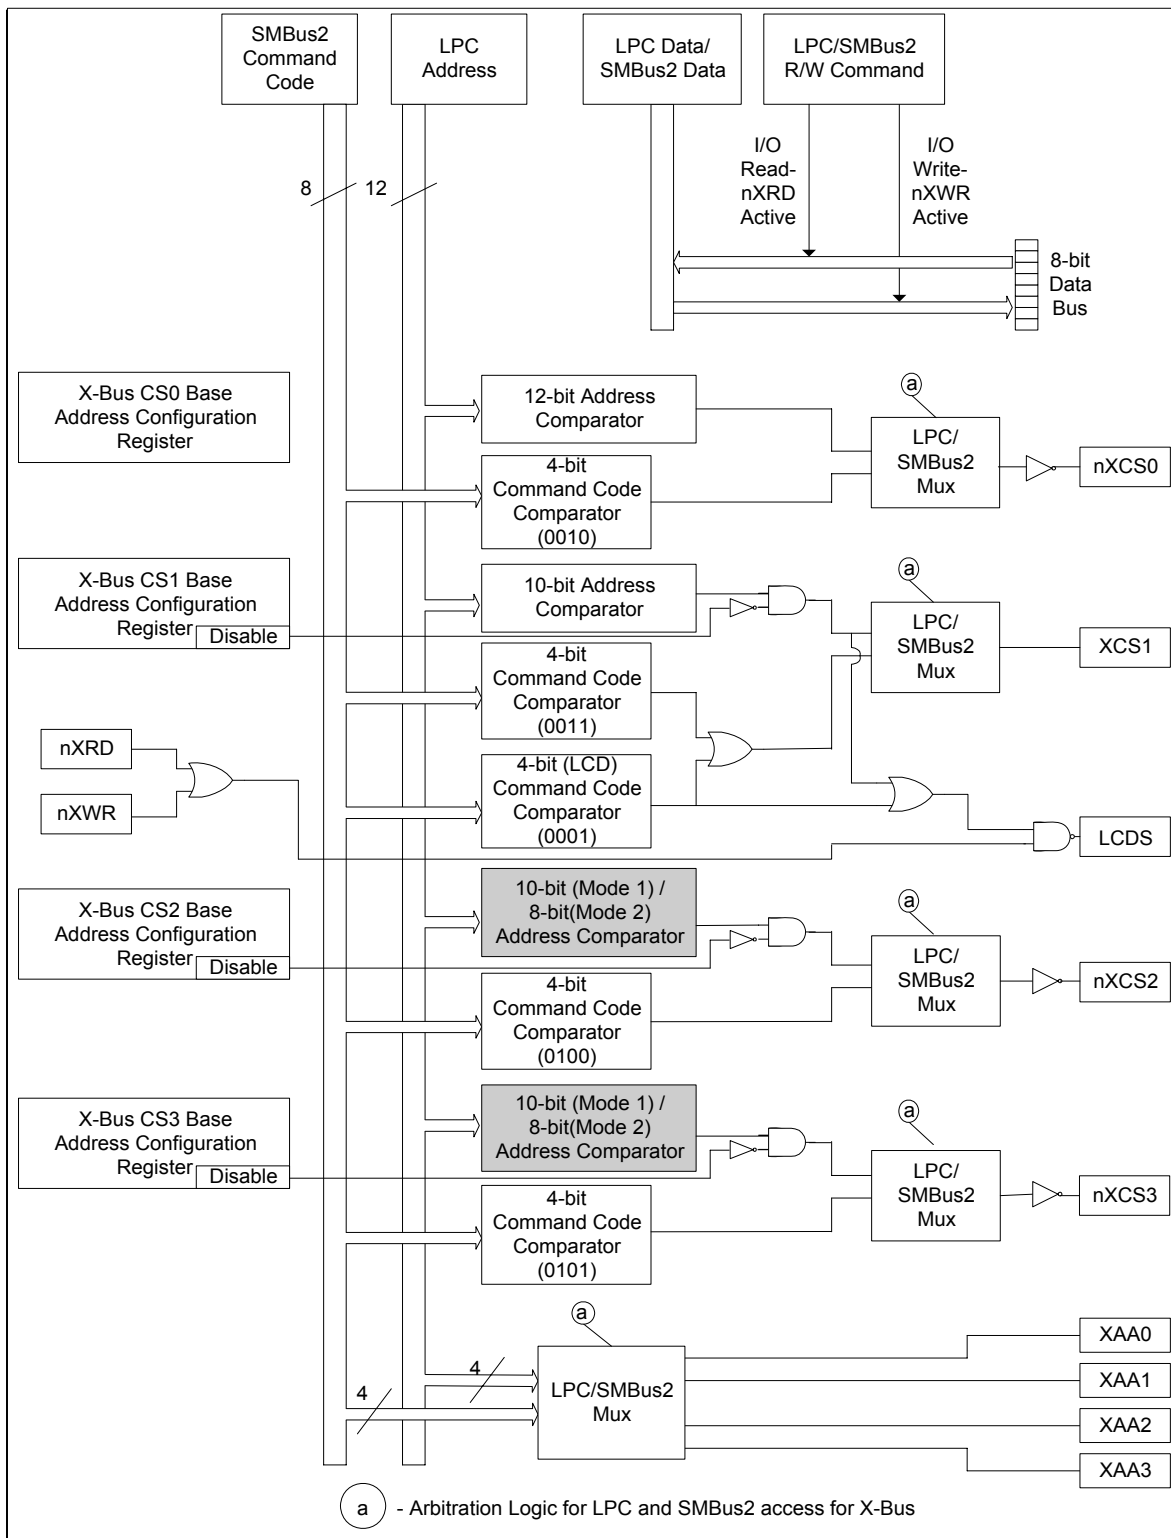 SMBus2
Command
Code
LPC
Address
LPC Data/
SMBus2 Data
LPC/SMBus2
R/W Command
8
12
I/O
Read-
nXRD
Active
I/O
Write-
nXWR
Active
8-bit
Data
Bus
X-Bus CS0 Base
Address Configuration
Register
12-bit Address
Comparator
4-bit
Command Code
Comparator
(0010)
a
LPC/
SMBus2
Mux
nXCS0
X-Bus CS1 Base
Address Configuration
Register
Disable
10-bit Address
Comparator
4-bit
Command Code
Comparator
(0011)
a
LPC/
SMBus2
Mux
XCS1
nXRD
nXWR
4-bit (LCD)
Command Code
Comparator
(0001)
LCDS
X-Bus CS2 Base
Address Configuration
Register
Disable
10-bit (Mode 1) /
8-bit(Mode 2)
Address Comparator
4-bit
Command Code
Comparator
(0100)
a
LPC/
SMBus2
Mux
nXCS2
X-Bus CS3 Base
Address Configuration
Register
Disable
10-bit (Mode 1) /
8-bit(Mode 2)
Address Comparator
4-bit
Command Code
Comparator
(0101)
a
LPC/
SMBus2
Mux
nXCS3
4
4
a
LPC/SMBus2
Mux
XAA0
XAA1
XAA2
XAA3
a - Arbitration Logic for LPC and SMBus2 access for X-Bus